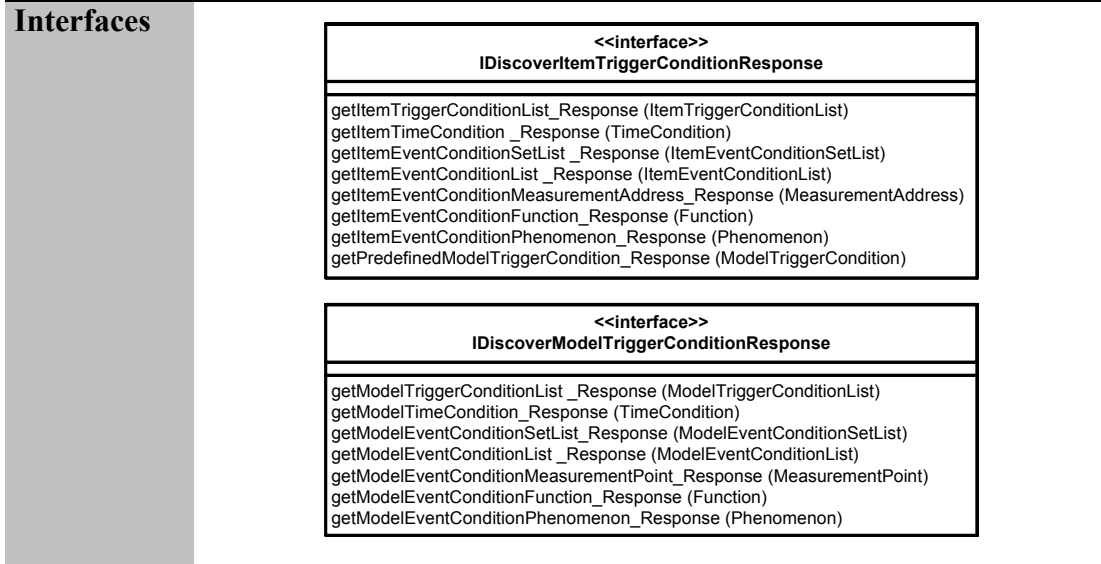 Interfaces
<<interface>>
IDiscoverItemTriggerConditionResponse
getItemTriggerConditionList_Response (ItemTriggerConditionList)
getItemTimeCondition _Response (TimeCondition)
getItemEventConditionSetList _Response (ItemEventConditionSetList)
getItemEventConditionList _Response (ItemEventConditionList)
getItemEventConditionMeasurementAddress_Response (MeasurementAddress)
getItemEventConditionFunction_Response (Function)
getItemEventConditionPhenomenon_Response (Phenomenon)
getPredefinedModelTriggerCondition_Response (ModelTriggerCondition)
<<interface>>
IDiscoverModelTriggerConditionResponse
getModelTriggerConditionList _Response (ModelTriggerConditionList)
getModelTimeCondition_Response (TimeCondition)
getModelEventConditionSetList_Response (ModelEventConditionSetList)
getModelEventConditionList _Response (ModelEventConditionList)
getModelEventConditionMeasurementPoint_Response (MeasurementPoint)
getModelEventConditionFunction_Response (Function)
getModelEventConditionPhenomenon_Response (Phenomenon)